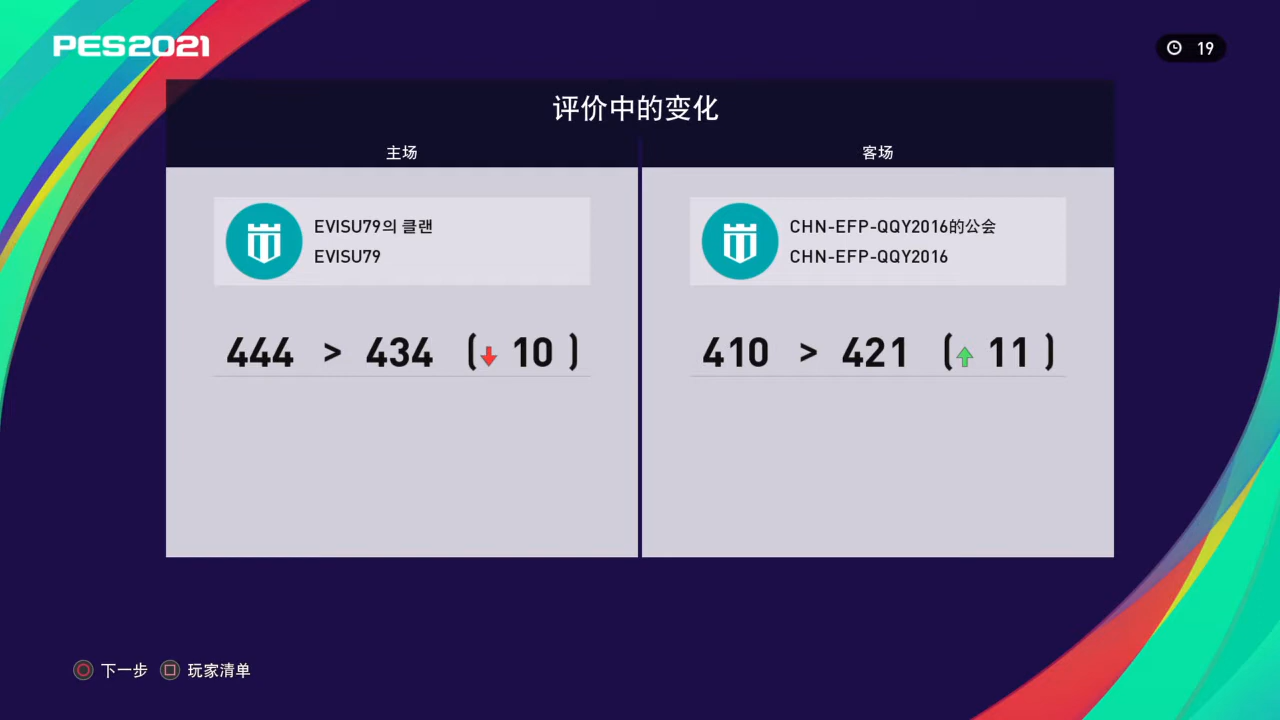 PES2021
19
评价中的变化
主场
客场
EVISU79의 클랜
EVISU79
CHN-EFP-QQY2016的公会
CHN-EFP-QQY2016
444 > 434 (↓ 10)
410 > 421 (↑ 11)
下一步 玩家清单